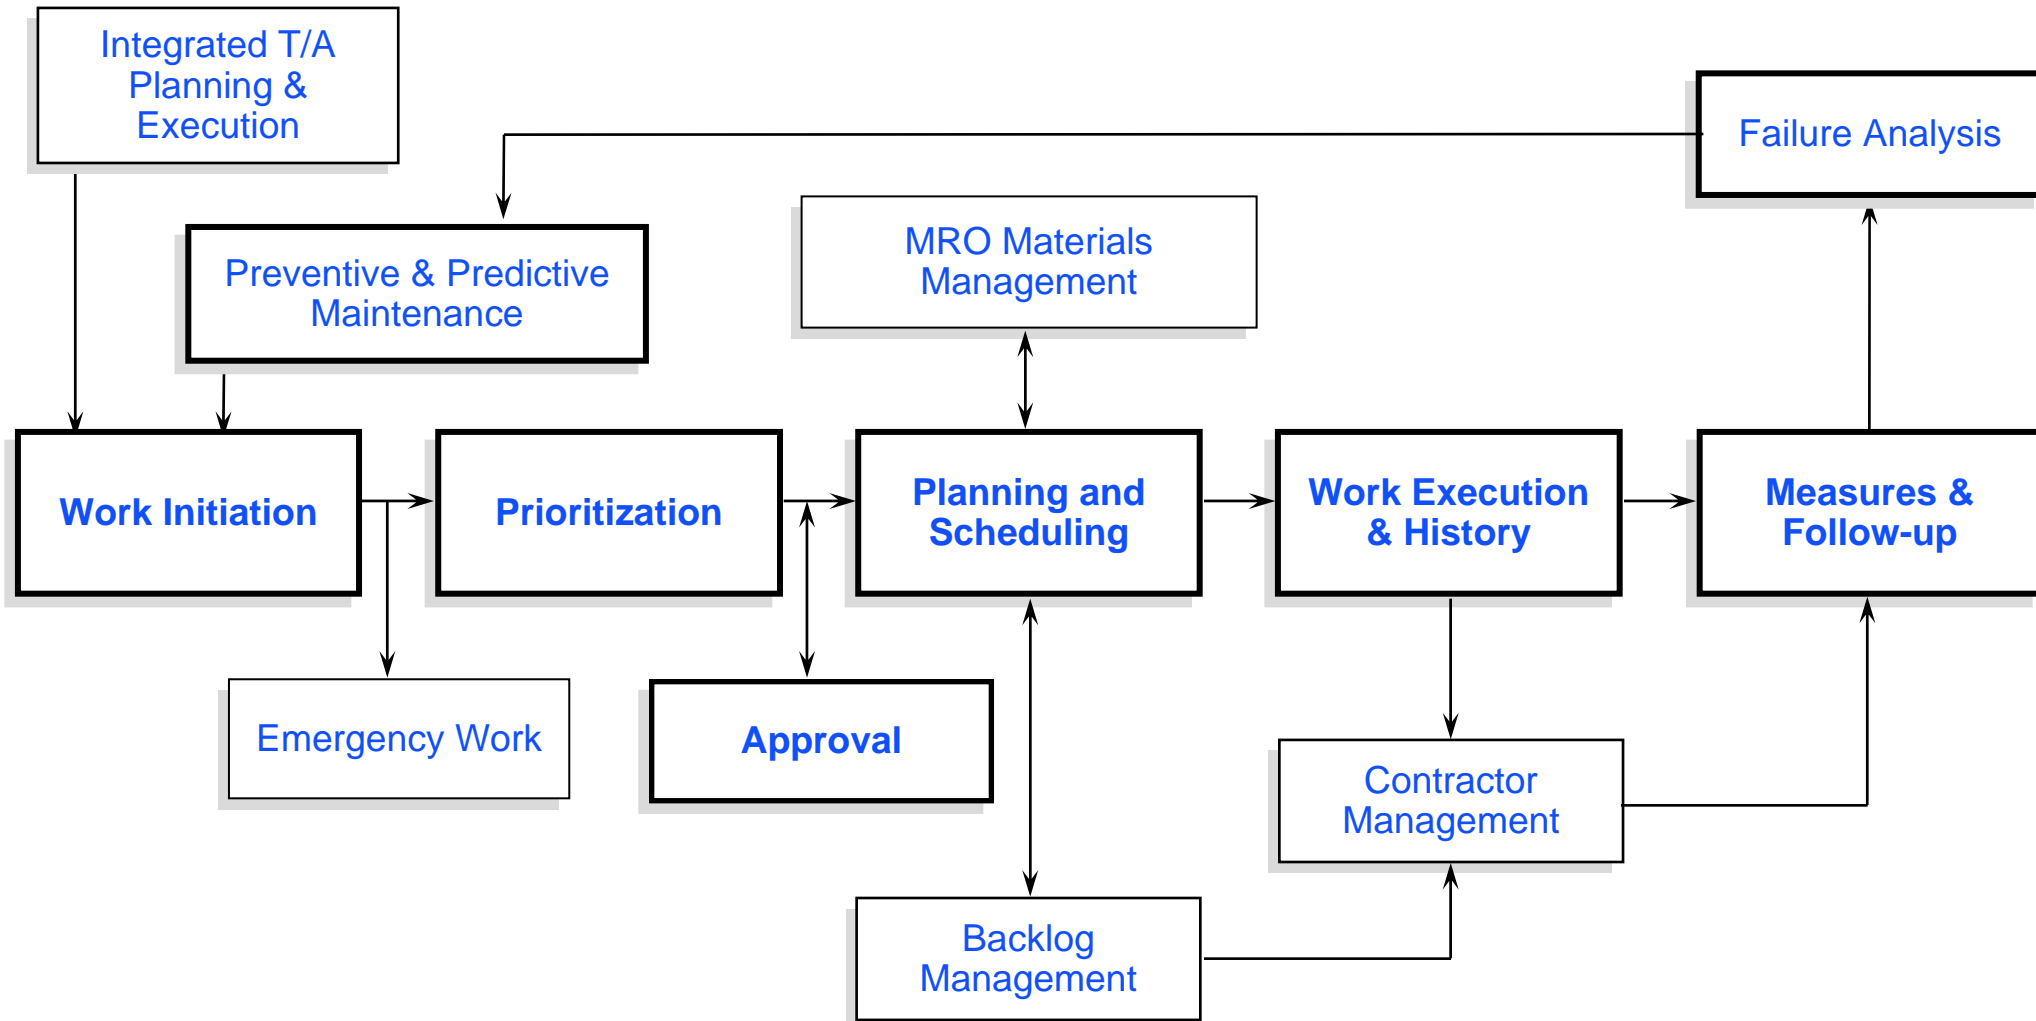 Integrated T/A
Planning &
Execution
Failure Analysis
Preventive & Predictive
Maintenance
MRO Materials
Management
Work Initiation
Prioritization
Planning and
Scheduling
Work Execution
& History
Measures &
Follow-up
Emergency Work
Approval
Contractor
Management
Backlog
Management